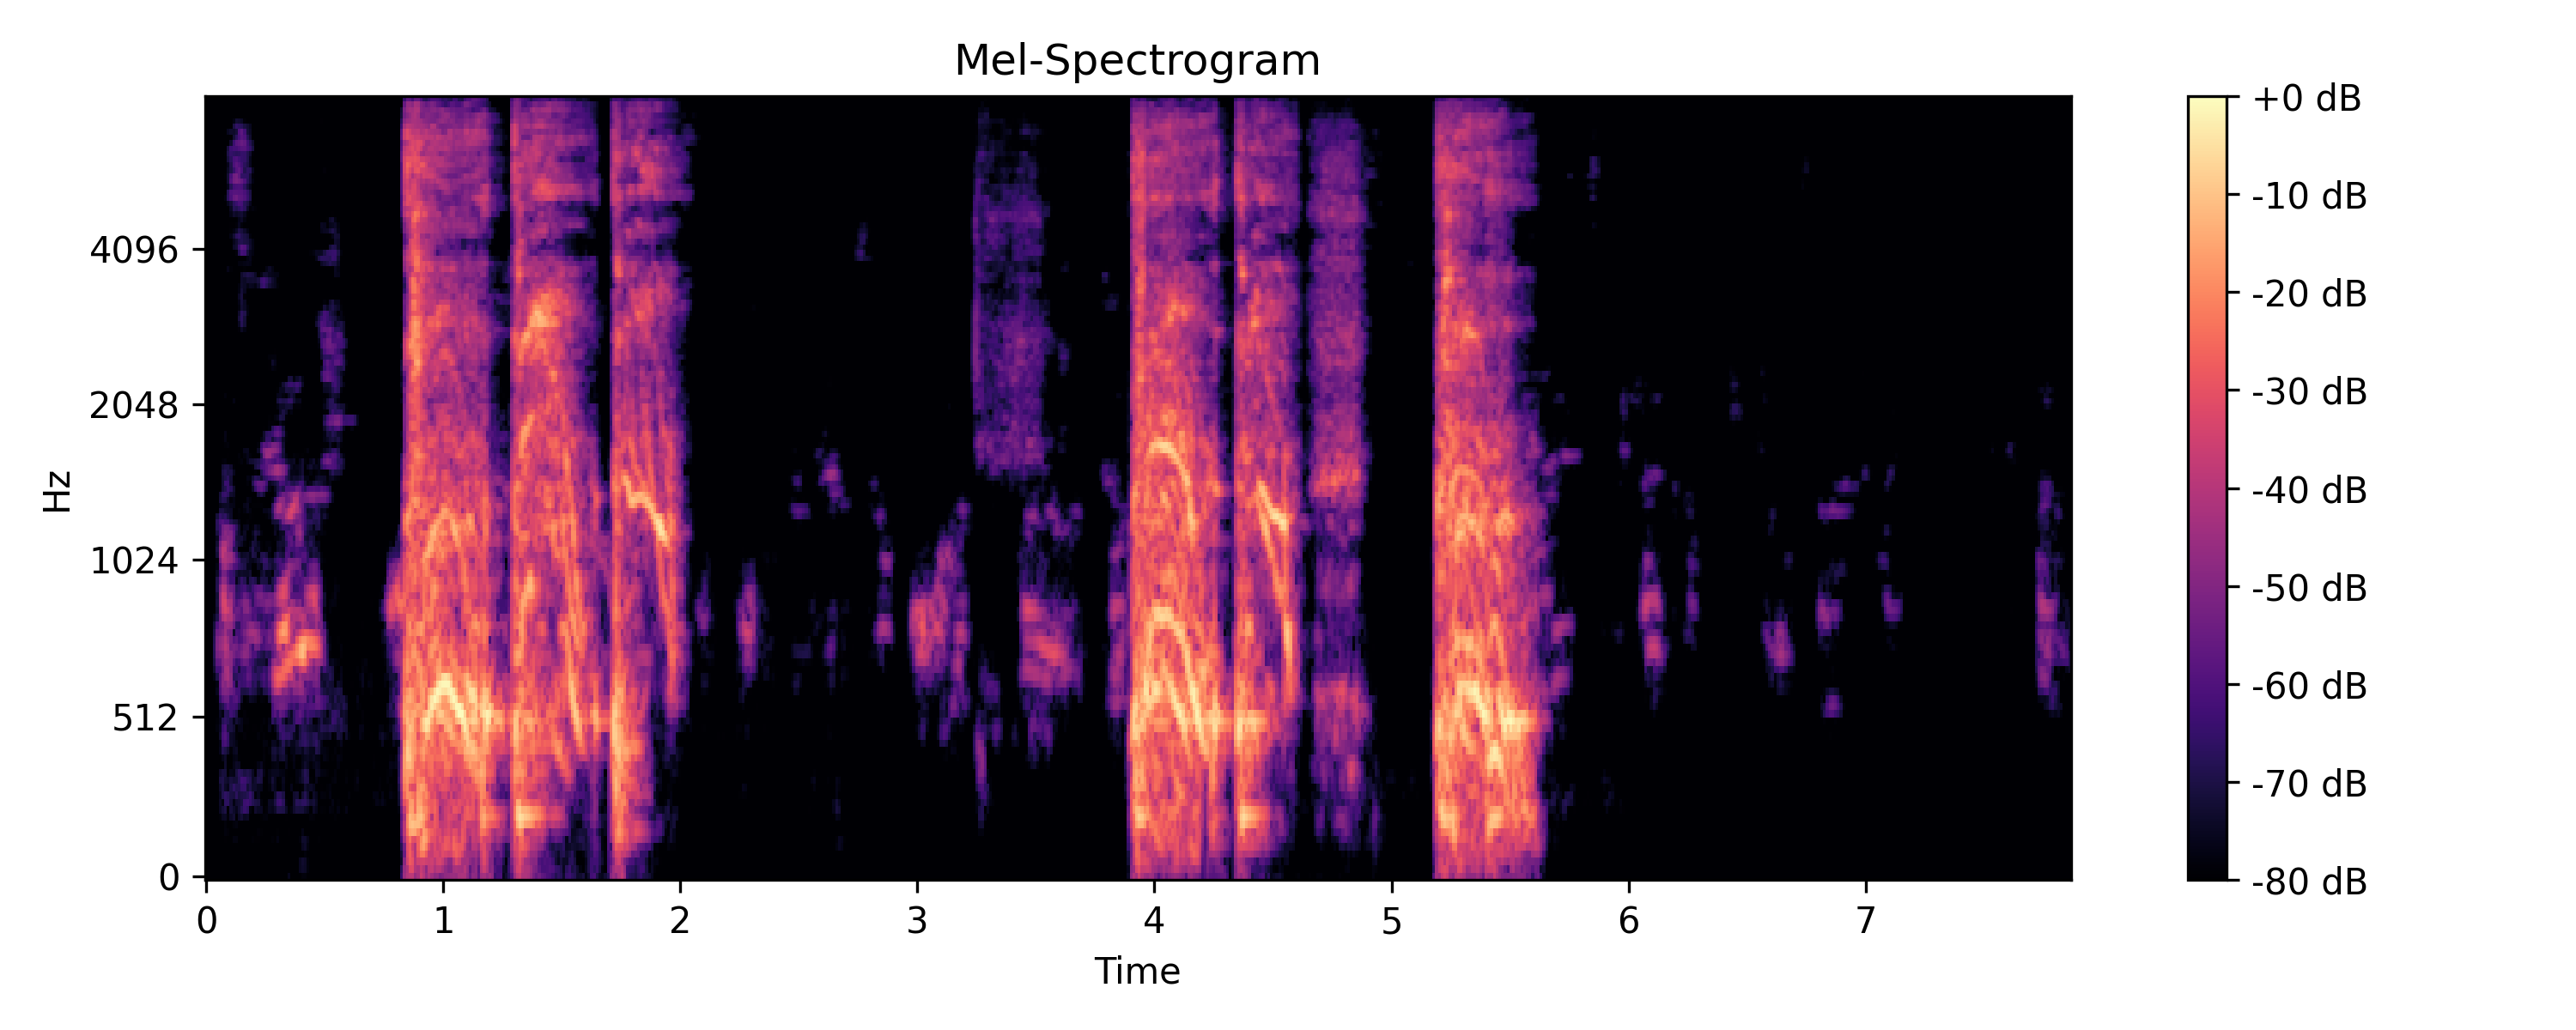 Mel-Spectrogram
Hz
4096
2048
1024
512
0
0 1 2 3 4 5 6 7
Time
+0 dB
-10 dB
-20 dB
-30 dB
-40 dB
-50 dB
-60 dB
-70 dB
-80 dB